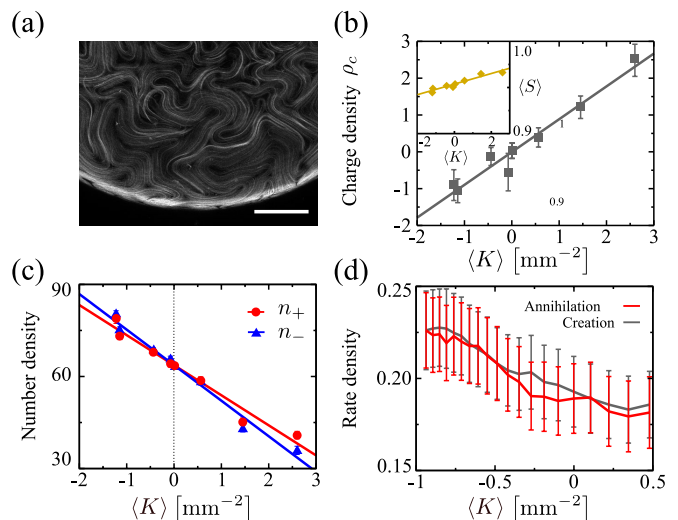 (a)
(b)
3
2
1
0
-1
-2
Charge density ρc
1.0
⟨S⟩
0.9
-2 0 2
⟨K⟩
0.9
-2 -1 0 1 2 3
⟨K⟩ [mm⁻²]
(c)
90
60
30
Number density
n₊
n₋
-2 -1 0 1 2 3
⟨K⟩ [mm⁻²]
(d)
0.25
0.20
0.15
Rate density
Annihilation
Creation
-1 -0.5 0 0.5
⟨K⟩ [mm⁻²]